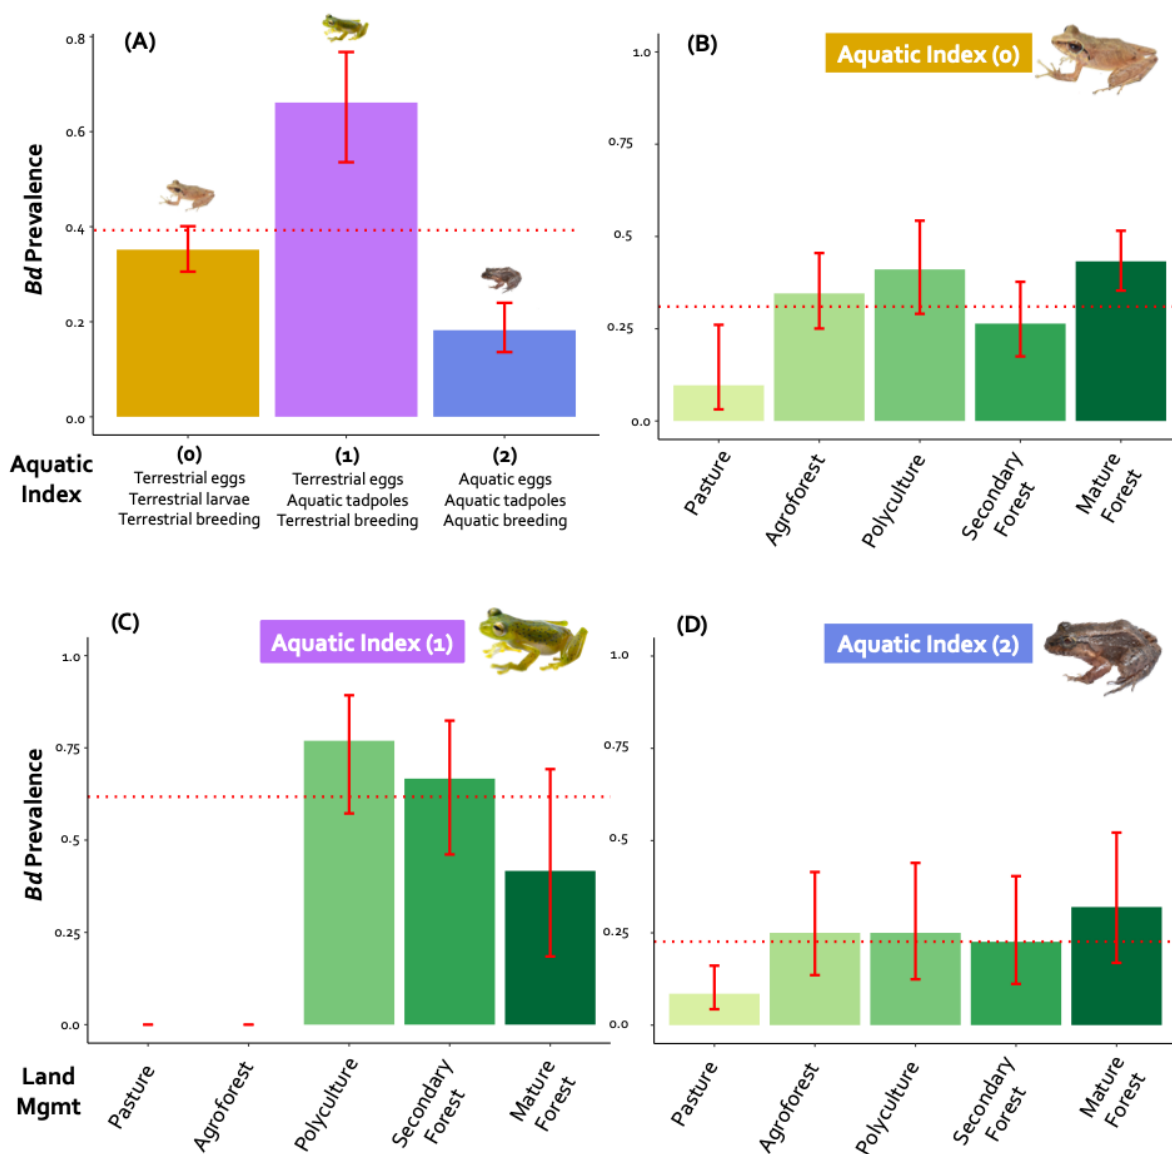 (A)
Bd Prevalence
0.8
0.6
0.4
0.2
0.0
Aquatic
Index
(0)
Terrestrial eggs
Terrestrial larvae
Terrestrial breeding
(1)
Terrestrial eggs
Aquatic tadpoles
Terrestrial breeding
(2)
Aquatic eggs
Aquatic tadpoles
Aquatic breeding
(B)
Aquatic Index (0)
1.0
0.75
0.5
0.25
0.0
Pasture
Agroforest
Polyculture
Secondary
Forest
Mature
Forest
(C)
Aquatic Index (1)
Bd Prevalence
1.0
0.75
0.5
0.25
0.0
Land
Mgmt
Pasture
Agroforest
Polyculture
Secondary
Forest
Mature
Forest
(D)
Aquatic Index (2)
1.0
0.75
0.5
0.25
0.0
Pasture
Agroforest
Polyculture
Secondary
Forest
Mature
Forest